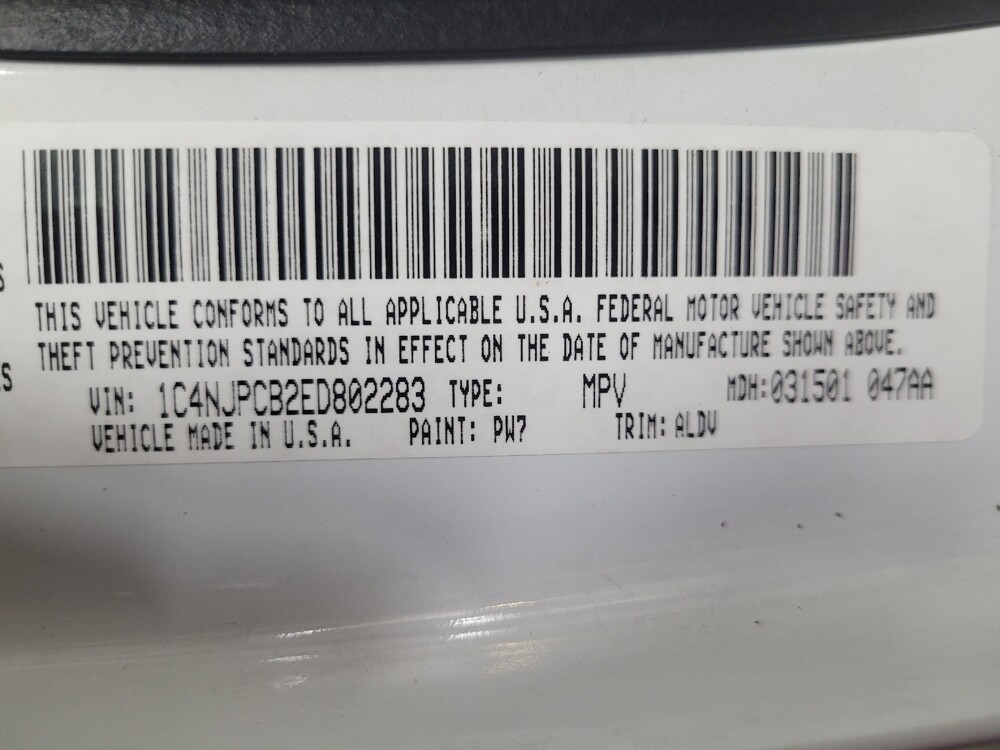 S
THIS VEHICLE CONFORMS TO ALL APPLICABLE U.S.A. FEDERAL MOTOR VEHICLE SAFETY AND
THEFT PREVENTION STANDARDS IN EFFECT ON THE DATE OF MANUFACTURE SHOWN ABOVE.
ES
VIN: 1C4NJPCB2ED802283 TYPE: MPV MDH:031501 047AA
VEHICLE MADE IN U.S.A. PAINT: PW7 TRIM: ALDV